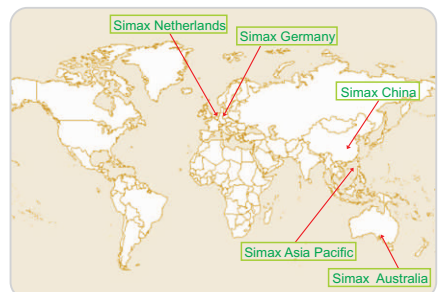 Simax Netherlands
Simax Germany
Simax China
Simax Asia Pacific
Simax Australia